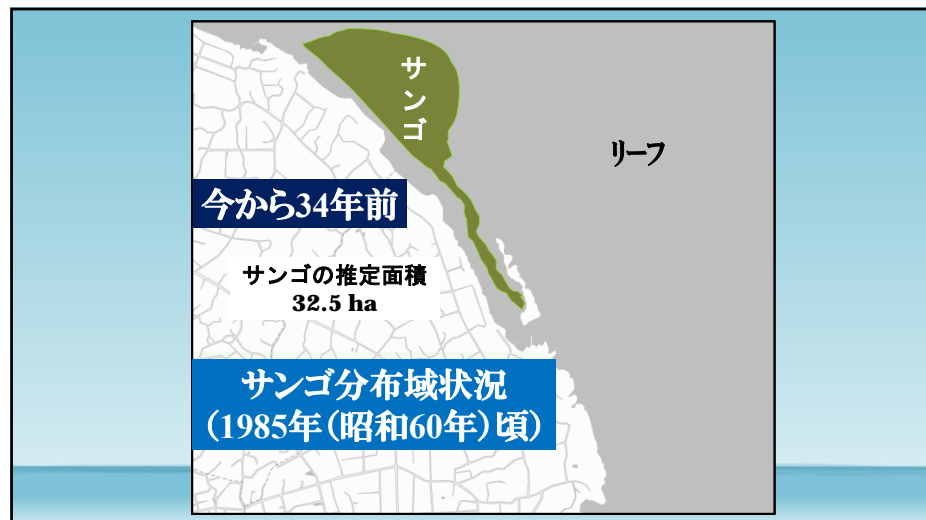 サンゴ
リーフ
今から34年前
サンゴの推定面積
32.5 ha
サンゴ分布域状況
（1985年（昭和60年）頃）